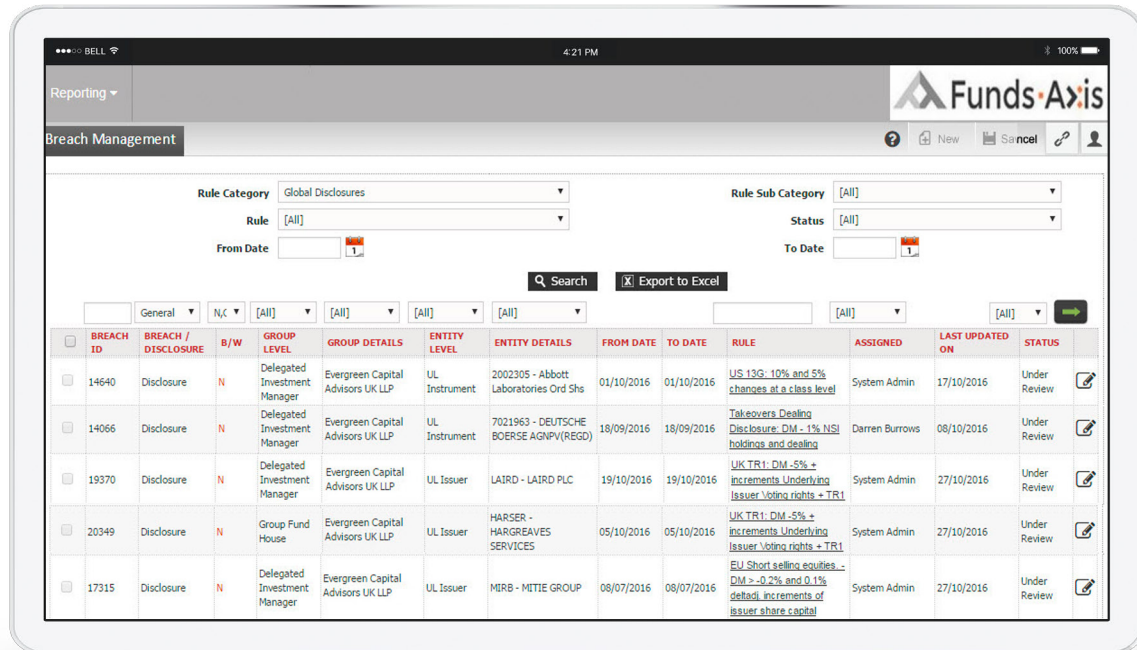 BELL 4:21 PM 100%
Reporting
Funds·Axis
Breach Management New Sa ncel
Rule Category Global Disclosures Rule Sub Category [All]
Rule [All] Status [All]
From Date 1 To Date 1
Search X Export to Excel
General N,( [All] [All] [All] [All] [All] [All]
BREACH BREACH / GROUP ENTITY LAST UPDATED
ID DISCLOSURE B/W LEVEL GROUP DETAILS LEVEL ENTITY DETAILS FROM DATE TO DATE RULE ASSIGNED ON STATUS
Delegated
14640 Disclosure N Investment Evergreen Capital UL 2002305 - Abbott 01/10/2016 01/10/2016 US 13G: 10% and 5% System Admin 17/10/2016 Under
Manager Advisors UK LLP Instrument Laboratories Ord Shs changes at a class level Review
Delegated Takeovers Dealing
14066 Disclosure N Investment Evergreen Capital UL 7021963 - DEUTSCHE 18/09/2016 18/09/2016 Disclosure: DM - 1% NSI Darren Burrows 08/10/2016 Under
Manager Advisors UK LLP Instrument BOERSE AGNPV(REGD) holdings and dealing Review
Delegated UK TR1: DM -5% +
19370 Disclosure N Investment Evergreen Capital UL Issuer LAIRD - LAIRD PLC 19/10/2016 19/10/2016 increments Underlying System Admin 27/10/2016 Under
Manager Advisors UK LLP Issuer Voting rights + TR1 Review
HARSER - UK TR1: DM -5% +
20349 Disclosure N Group Fund Evergreen Capital UL Issuer HARGREAVES 05/10/2016 05/10/2016 increments Underlying System Admin 27/10/2016 Under
House Advisors UK LLP SERVICES Issuer Voting rights + TR1 Review
Delegated EU Short selling equities. -
17315 Disclosure N Investment Evergreen Capital UL Issuer MIRB - MITIE GROUP 08/07/2016 08/07/2016 DM > -0.2% and 0.1% System Admin 27/10/2016 Under
Manager Advisors UK LLP deltadj. increments of Review
issuer share capital